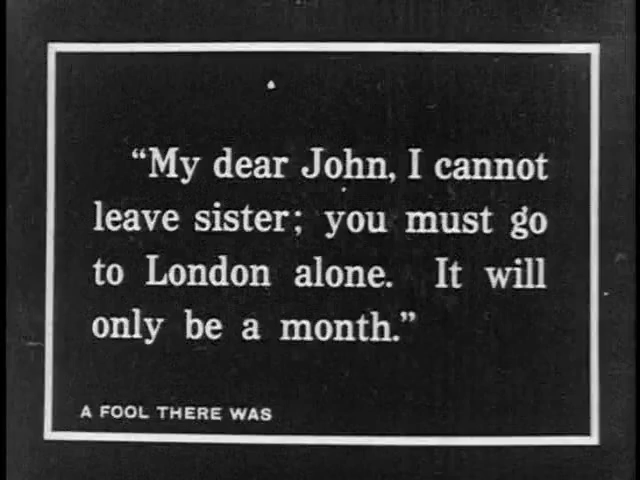 “My dear John, I cannot
leave sister; you must go
to London alone. It will
only be a month.”
A FOOL THERE WAS